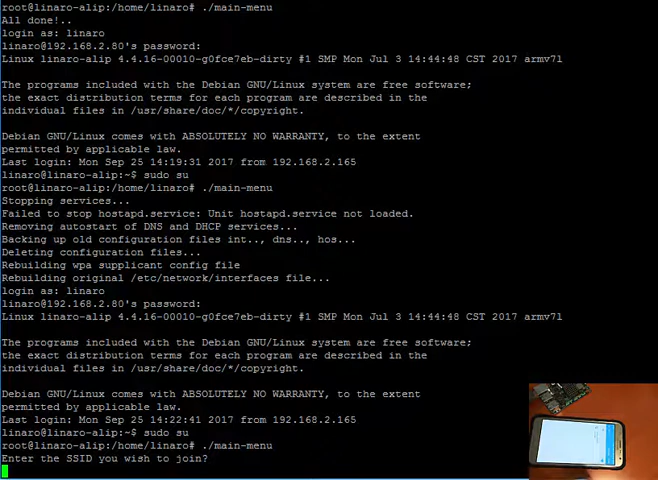 root@linaro-alip:/home/linaro# ./main-menu
All done!..
login as: linaro
linaro@192.168.2.80's password:
Linux linaro-alip 4.4.16-00010-g0fce7eb-dirty #1 SMP Mon Jul 3 14:44:48 CST 2017 armv7l

The programs included with the Debian GNU/Linux system are free software;
the exact distribution terms for each program are described in the
individual files in /usr/share/doc/*/copyright.

Debian GNU/Linux comes with ABSOLUTELY NO WARRANTY, to the extent
permitted by applicable law.
Last login: Mon Sep 25 14:19:31 2017 from 192.168.2.165
linaro@linaro-alip:~$ sudo su
root@linaro-alip:/home/linaro# ./main-menu
Stopping services...
Failed to stop hostapd.service: Unit hostapd.service not loaded.
Removing autostart of DNS and DHCP services...
Backing up old configuration files int.., dns.., hos...
Deleting configuration files...
Rebuilding wpa supplicant config file
Rebuilding original /etc/network/interfaces file...
login as: linaro
linaro@192.168.2.80's password:
Linux linaro-alip 4.4.16-00010-g0fce7eb-dirty #1 SMP Mon Jul 3 14:44:48 CST 2017 armv7l

The programs included with the Debian GNU/Linux system are free software;
the exact distribution terms for each program are described in the
individual files in /usr/share/doc/*/copyright.

Debian GNU/Linux comes with ABSOLUTELY NO WARRANTY, to the extent
permitted by applicable law.
Last login: Mon Sep 25 14:22:41 2017 from 192.168.2.165
linaro@linaro-alip:~$ sudo su
root@linaro-alip:/home/linaro# ./main-menu
Enter the SSID you wish to join?